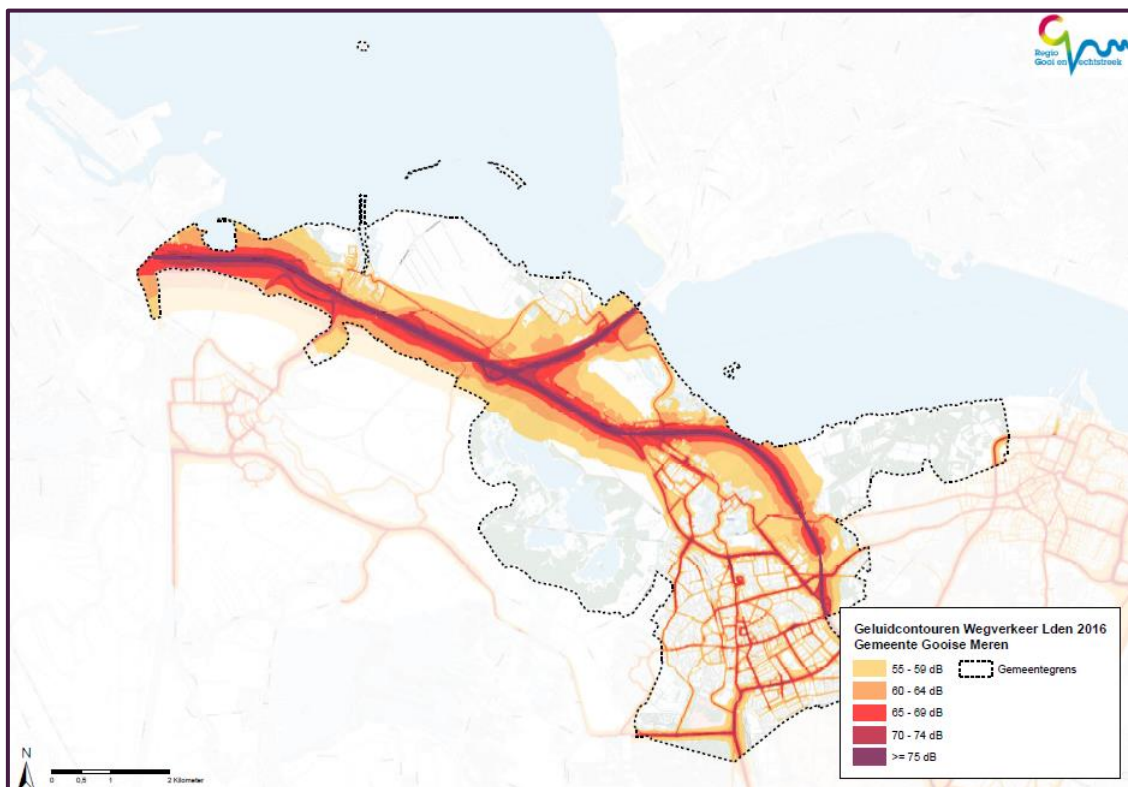 Regio
Gooi en Vechtstreek
Geluidcontouren Wegverkeer Lden 2016
Gemeente Gooise Meren
55 - 59 dB
Gemeentegrens
60 - 64 dB
65 - 69 dB
70 - 74 dB
>= 75 dB
N
0 0,5 1 2 Kilometer